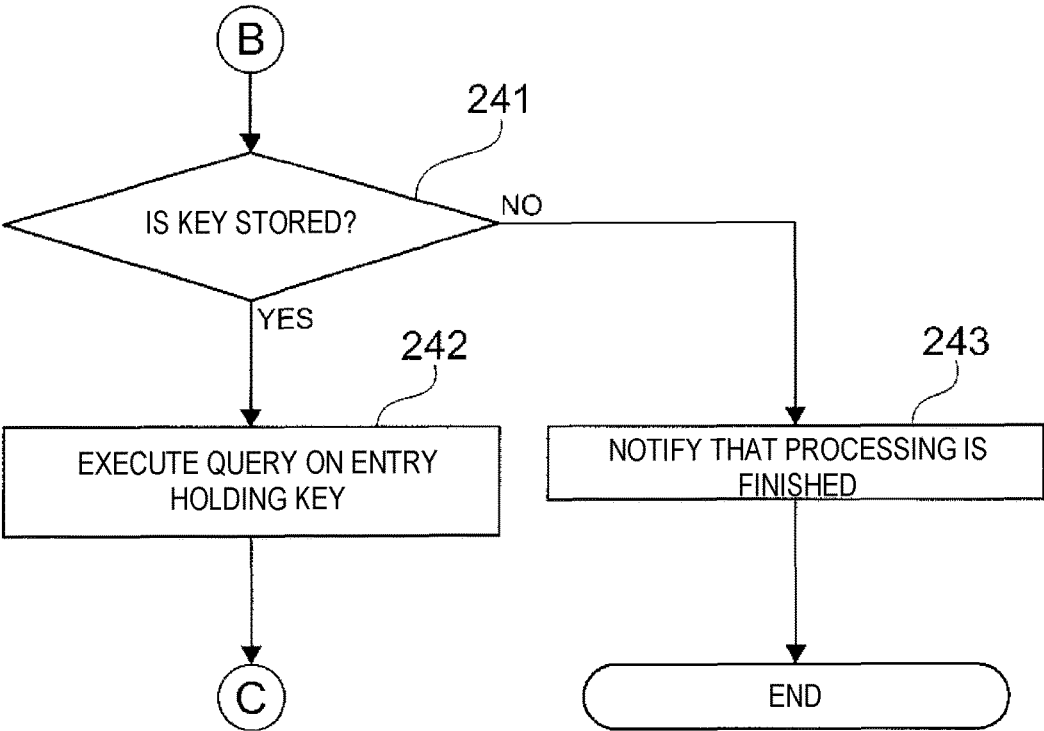 B
241
IS KEY STORED?
NO
YES
242
243
EXECUTE QUERY ON ENTRY
HOLDING KEY
NOTIFY THAT PROCESSING IS
FINISHED
C
END